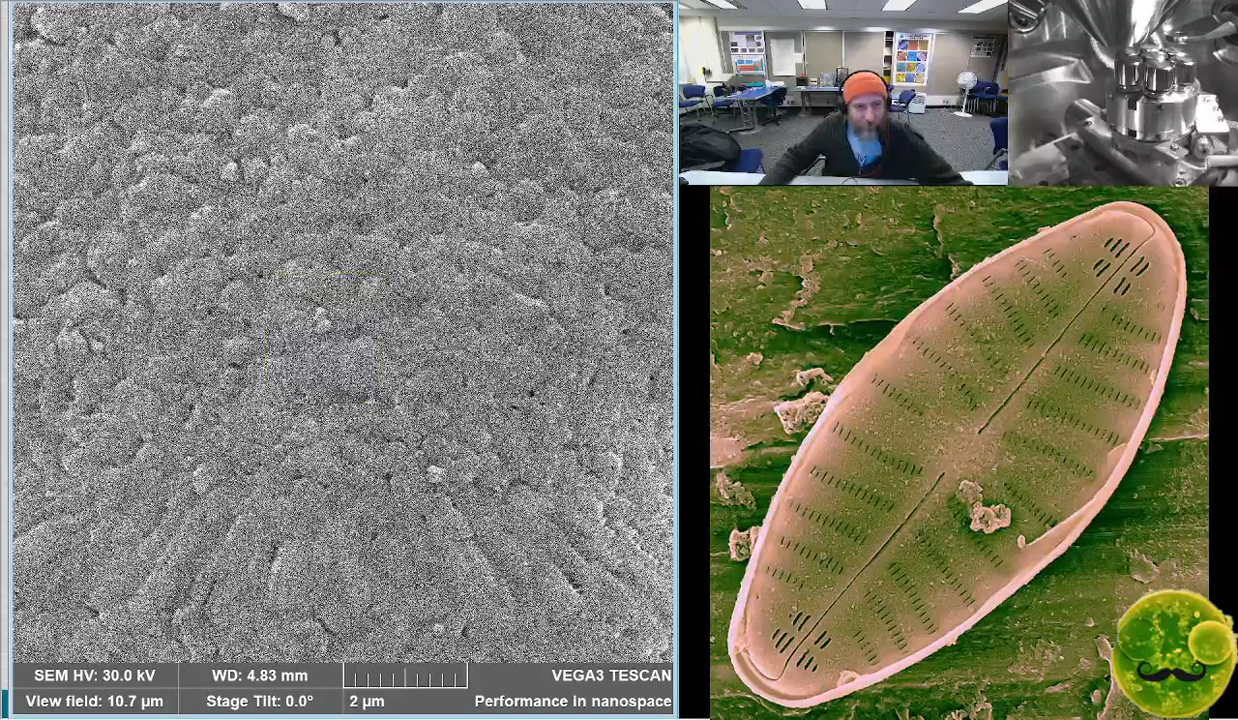 SEM HV: 30.0 kV
WD: 4.83 mm
VEGA3 TESCAN
View field: 10.7 µm
Stage Tilt: 0.0°
2 µm
Performance in nanospace